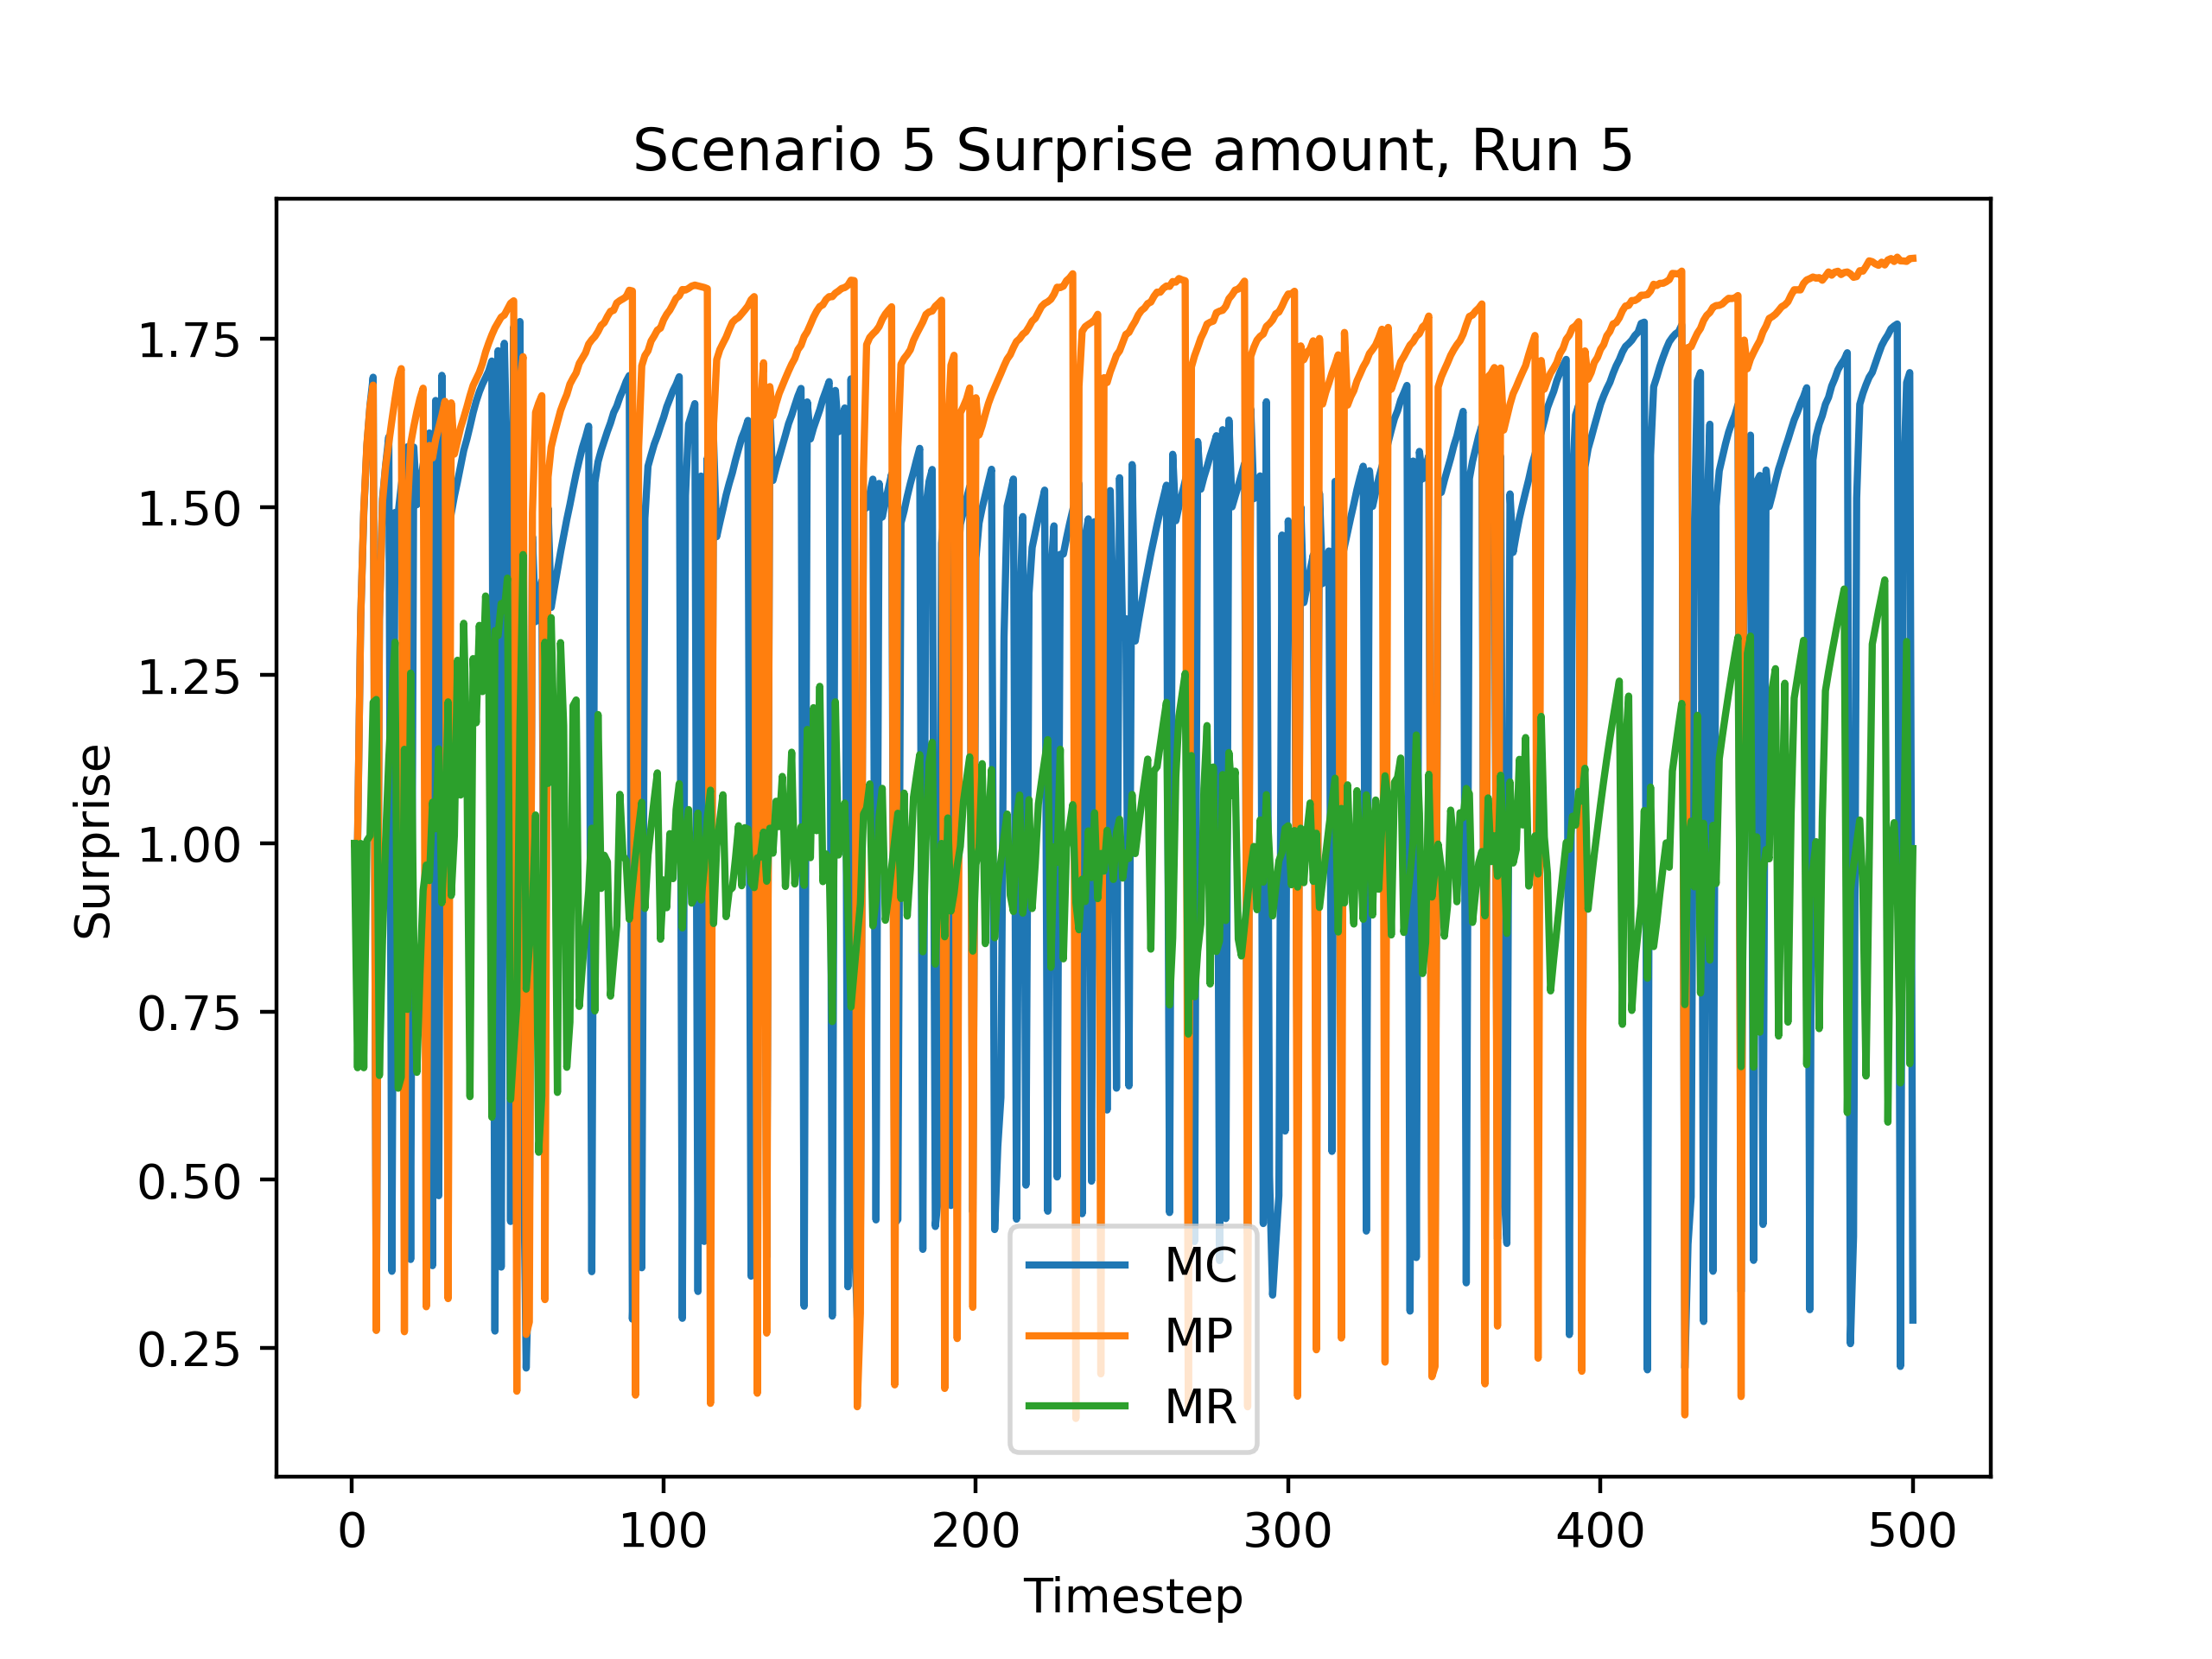 Scenario 5 Surprise amount, Run 5
1.75
1.50
1.25
1.00
0.75
0.50
0.25
Surprise
MC
MP
MR
0 100 200 300 400 500
Timestep